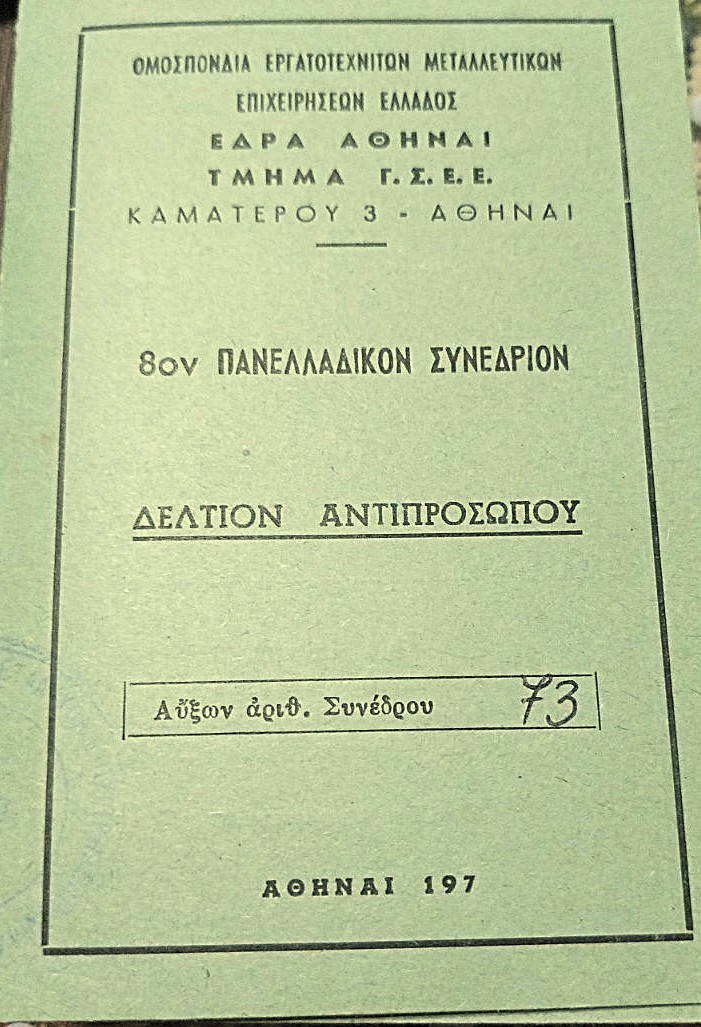 ΟΜΟΣΠΟΝΔΙΑ ΕΡΓΑΤΟΤΕΧΝΙΤΩΝ ΜΕΤΑΛΛΕΥΤΙΚΩΝ
ΕΠΙΧΕΙΡΗΣΕΩΝ ΕΛΛΑΔΟΣ
ΕΔΡΑ ΑΘΗΝΑΙ
ΤΜΗΜΑ Γ. Σ. Ε. Ε.
ΚΑΜΑΤΕΡΟΥ 3 - ΑΘΗΝΑΙ
8ον ΠΑΝΕΛΛΑΔΙΚΟΝ ΣΥΝΕΔΡΙΟΝ
ΔΕΛΤΙΟΝ ΑΝΤΙΠΡΟΣΩΠΟΥ
Αὔξων ἀριθ. Συνέδρου 73
ΑΘΗΝΑΙ 197